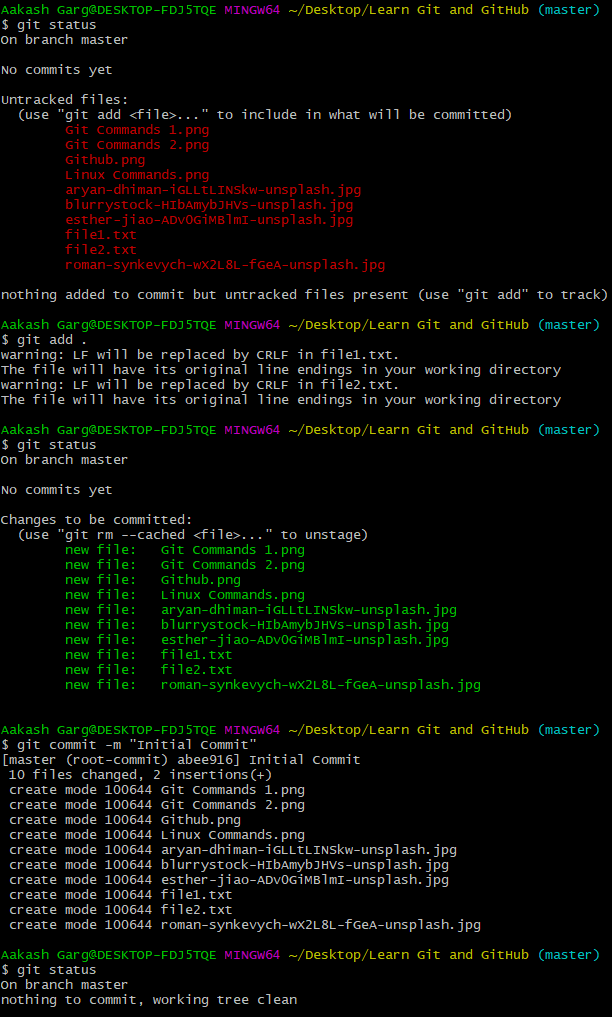 Aakash Garg@DESKTOP-FDJ5TQE MINGW64 ~/Desktop/Learn Git and GitHub (master)
$ git status
On branch master

No commits yet

Untracked files:
  (use "git add <file>..." to include in what will be committed)
        Git Commands 1.png
        Git Commands 2.png
        Github.png
        Linux Commands.png
        aryan-dhiman-iGLLtLINSkw-unsplash.jpg
        blurrystock-HIbAmybJHVs-unsplash.jpg
        esther-jiao-ADv0GiMBlmI-unsplash.jpg
        file1.txt
        file2.txt
        roman-synkevych-wX2L8L-fGeA-unsplash.jpg

nothing added to commit but untracked files present (use "git add" to track)

Aakash Garg@DESKTOP-FDJ5TQE MINGW64 ~/Desktop/Learn Git and GitHub (master)
$ git add .
warning: LF will be replaced by CRLF in file1.txt.
The file will have its original line endings in your working directory
warning: LF will be replaced by CRLF in file2.txt.
The file will have its original line endings in your working directory

Aakash Garg@DESKTOP-FDJ5TQE MINGW64 ~/Desktop/Learn Git and GitHub (master)
$ git status
On branch master

No commits yet

Changes to be committed:
  (use "git rm --cached <file>..." to unstage)
        new file:   Git Commands 1.png
        new file:   Git Commands 2.png
        new file:   Github.png
        new file:   Linux Commands.png
        new file:   aryan-dhiman-iGLLtLINSkw-unsplash.jpg
        new file:   blurrystock-HIbAmybJHVs-unsplash.jpg
        new file:   esther-jiao-ADv0GiMBlmI-unsplash.jpg
        new file:   file1.txt
        new file:   file2.txt
        new file:   roman-synkevych-wX2L8L-fGeA-unsplash.jpg


Aakash Garg@DESKTOP-FDJ5TQE MINGW64 ~/Desktop/Learn Git and GitHub (master)
$ git commit -m "Initial Commit"
[master (root-commit) abee916] Initial Commit
 10 files changed, 2 insertions(+)
 create mode 100644 Git Commands 1.png
 create mode 100644 Git Commands 2.png
 create mode 100644 Github.png
 create mode 100644 Linux Commands.png
 create mode 100644 aryan-dhiman-iGLLtLINSkw-unsplash.jpg
 create mode 100644 blurrystock-HIbAmybJHVs-unsplash.jpg
 create mode 100644 esther-jiao-ADv0GiMBlmI-unsplash.jpg
 create mode 100644 file1.txt
 create mode 100644 file2.txt
 create mode 100644 roman-synkevych-wX2L8L-fGeA-unsplash.jpg

Aakash Garg@DESKTOP-FDJ5TQE MINGW64 ~/Desktop/Learn Git and GitHub (master)
$ git status
On branch master
nothing to commit, working tree clean